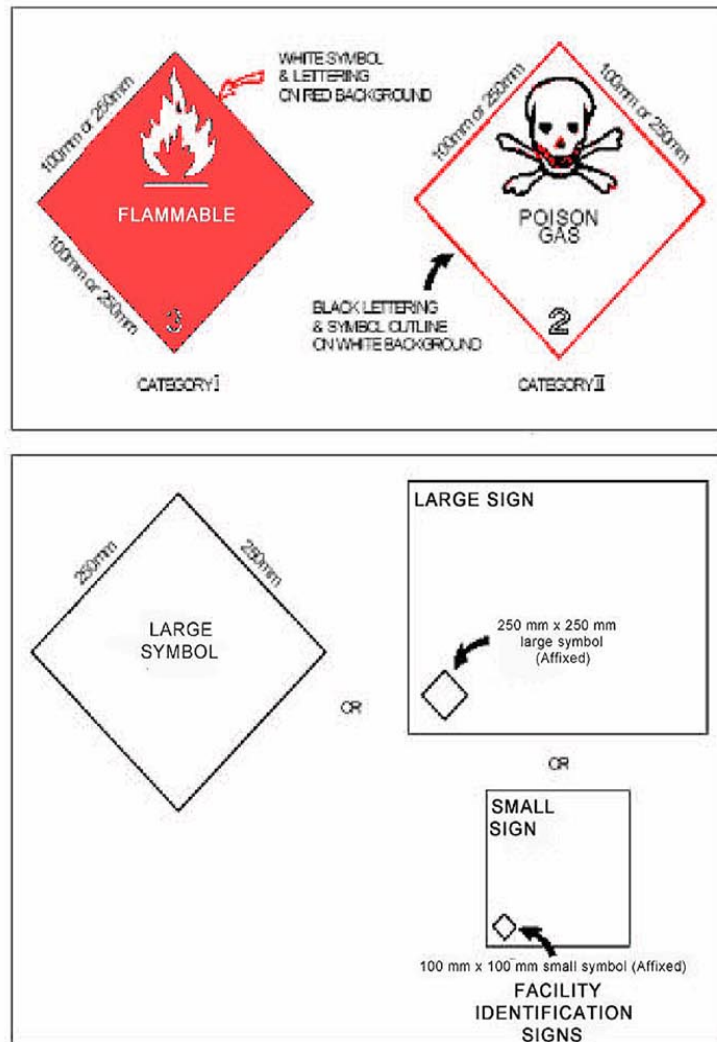 WHITE SYMBOL
& LETTERING
ON RED BACKGROUND
100mm or 250mm
FLAMMABLE
100mm or 250mm
3
CATEGORY I
100mm or 250mm
100mm or 250mm
POISON
GAS
2
BLACK LETTERING
& SYMBOL OUTLINE
ON WHITE BACKGROUND
CATEGORY II
250mm
250mm
LARGE
SYMBOL
OR
LARGE SIGN
250 mm x 250 mm
large symbol
(Affixed)
OR
SMALL
SIGN
100 mm x 100 mm small symbol (Affixed)
FACILITY
IDENTIFICATION
SIGNS